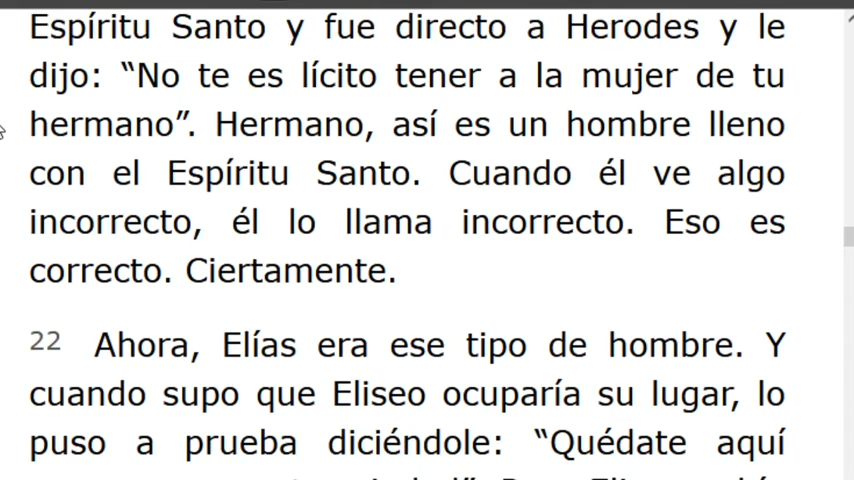 Espíritu Santo y fue directo a Herodes y le
dijo: “No te es lícito tener a la mujer de tu
hermano”. Hermano, así es un hombre lleno
con el Espíritu Santo. Cuando él ve algo
incorrecto, él lo llama incorrecto. Eso es
correcto. Ciertamente.
22 Ahora, Elías era ese tipo de hombre. Y
cuando supo que Eliseo ocuparía su lugar, lo
puso a prueba diciéndole: “Quédate aquí